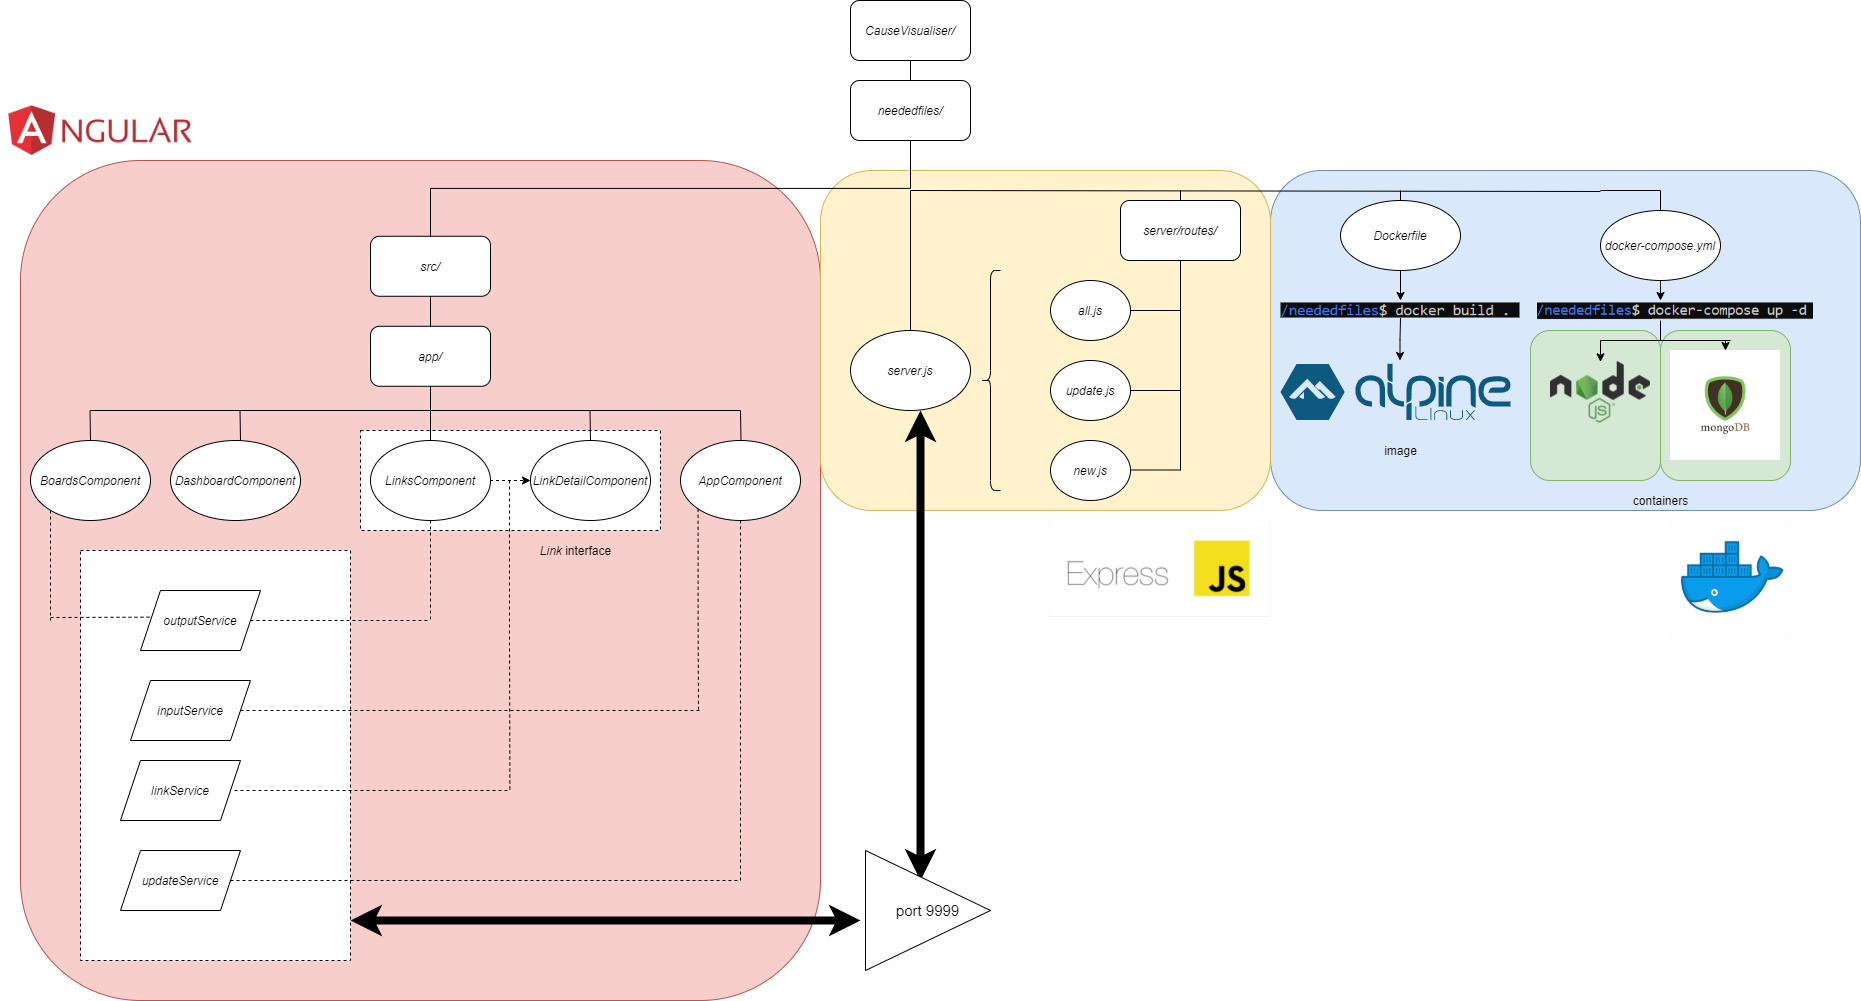 CauseVisualiser/
neededfiles/
ANGULAR
src/
app/
BoardsComponent
DashboardComponent
LinksComponent
LinkDetailComponent
AppComponent
Link interface
outputService
inputService
linkService
updateService
server.js
server/routes/
all.js
update.js
new.js
Express
JS
port 9999
Dockerfile
docker-compose.yml
/neededfiles$ docker build .
/neededfiles$ docker-compose up -d
alpine
Linux
image
node
JS
mongoDB
containers